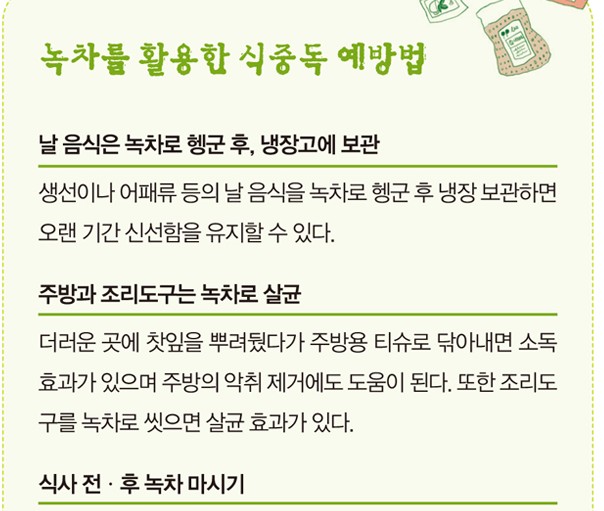 녹차를 활용한 식중독 예방법
날 음식은 녹차로 헹군 후, 냉장고에 보관
생선이나 어패류 등의 날 음식을 녹차로 헹군 후 냉장 보관하면
오랜 기간 신선함을 유지할 수 있다.
주방과 조리도구는 녹차로 살균
더러운 곳에 찻잎을 뿌려뒀다가 주방용 티슈로 닦아내면 소독
효과가 있으며 주방의 악취 제거에도 도움이 된다. 또한 조리도
구를 녹차로 씻으면 살균 효과가 있다.
식사 전 · 후 녹차 마시기